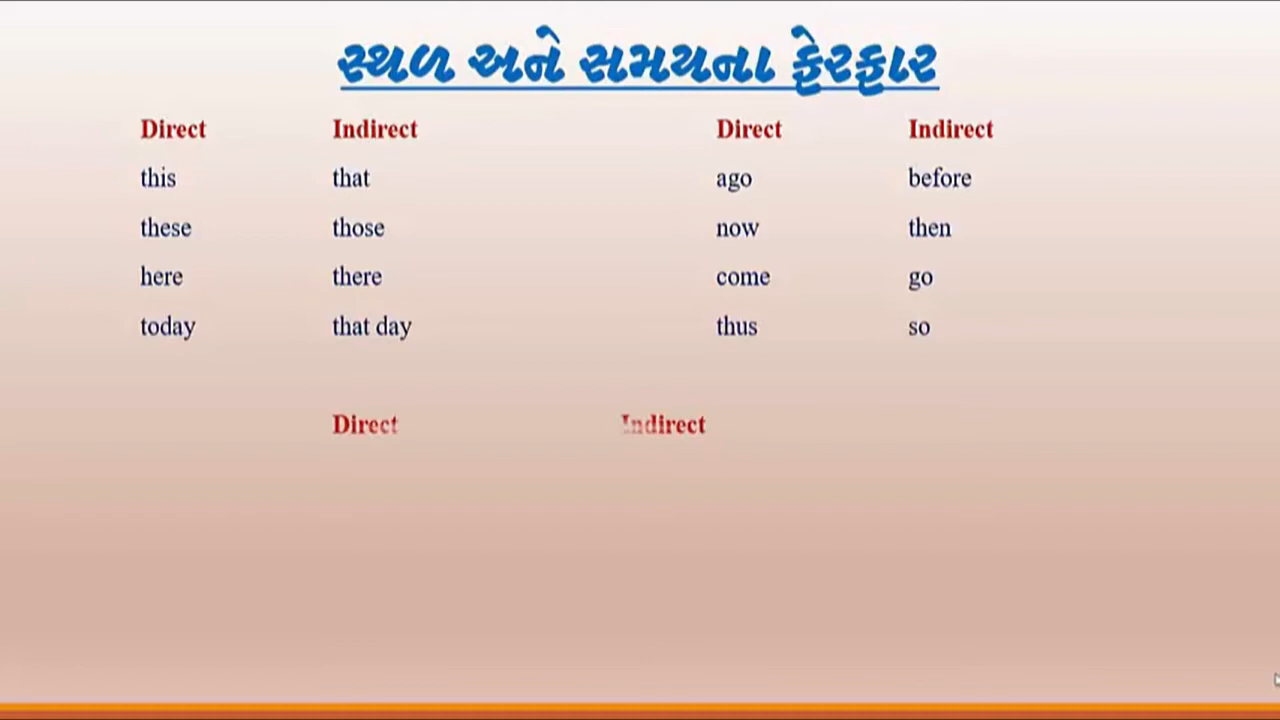 સ્થળ અને સમયના ફેરફાર
Direct Indirect Direct Indirect
this that ago before
these those now then
here there come go
today that day thus so
Direct Indirect